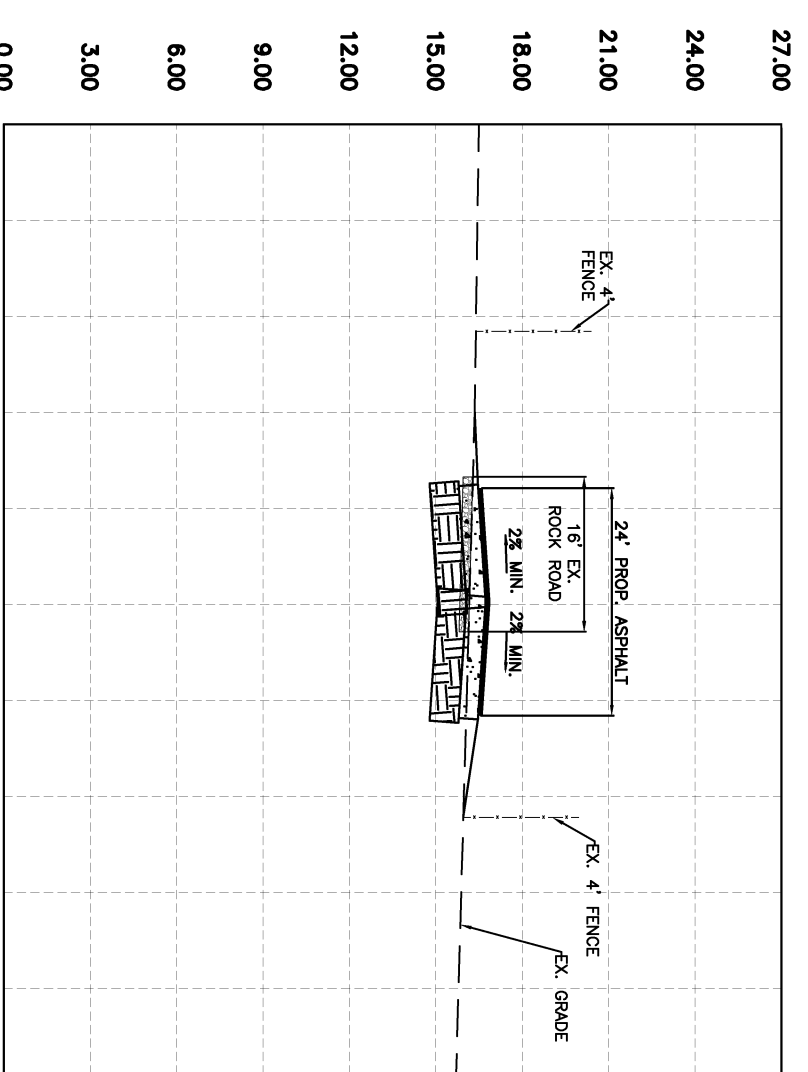 27.00
21.00
24.00
18.00
15.00
12.00
9.00
6.00
3.00
0.00
EX. 4'
FENCE
24' PROP. ASPHALT
16' EX.
ROCK ROAD
2% MIN.
2% MIN.
EX. 4' FENCE
EX. GRADE